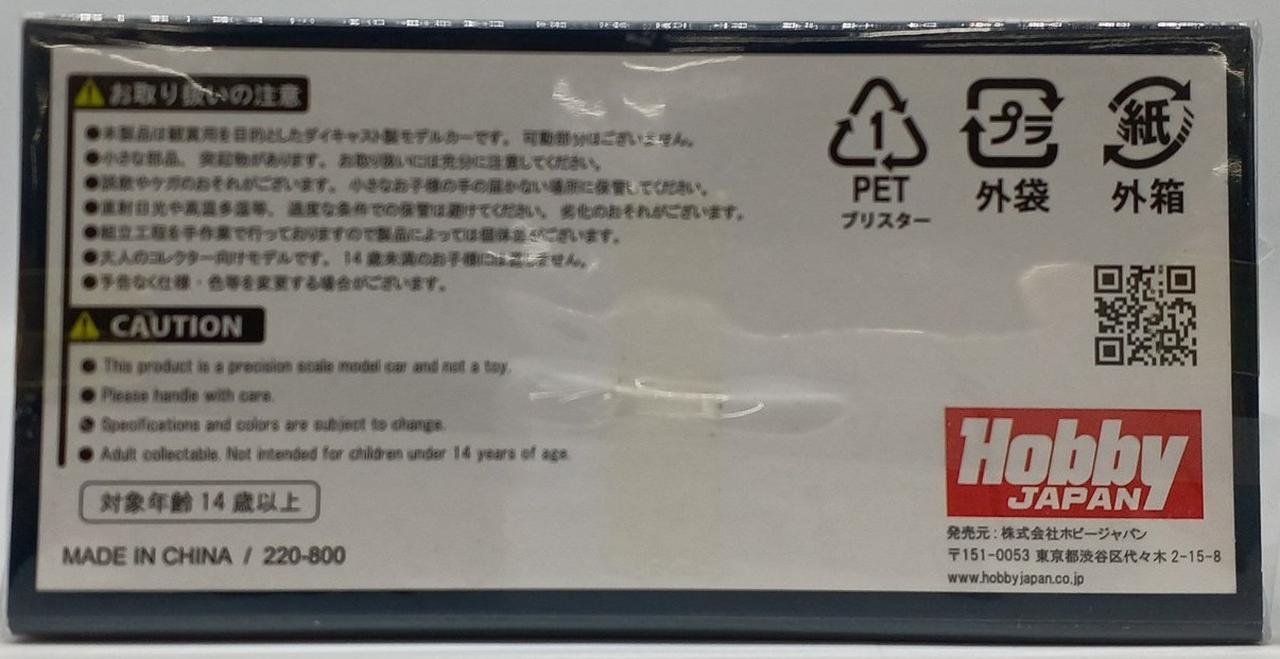 お取り扱いの注意
●本製品は観賞用を目的としたダイキャスト製モデルカーです。 可動部分はございません。
●小さな部品、突起物があります。 お取り扱いには充分に注意してください。
●誤飲やケガのおそれがございます。 小さなお子様の手の届かない場所に保管してください。
●直射日光や高温多湿等、過度な条件での保管は避けてください。 劣化のおそれがございます。
●組立工程を手作業で行っておりますので製品によっては個体差がございます。
●大人のコレクター向けモデルです。 14歳未満のお子様には適しません。
●予告なく仕様・色等を変更する場合がございます。
CAUTION
● This product is a precision scale model car and not a toy.
● Please handle with care.
● Specifications and colors are subject to change.
● Adult collectable. Not intended for children under 14 years of age.
対象年齢 14 歳以上
MADE IN CHINA / 220-800
1
PET
ブリスター
プラ
外袋
紙
外箱
Hobby
JAPAN
発売元：株式会社ホビージャパン
〒151-0053 東京都渋谷区代々木 2-15-8
www.hobbyjapan.co.jp